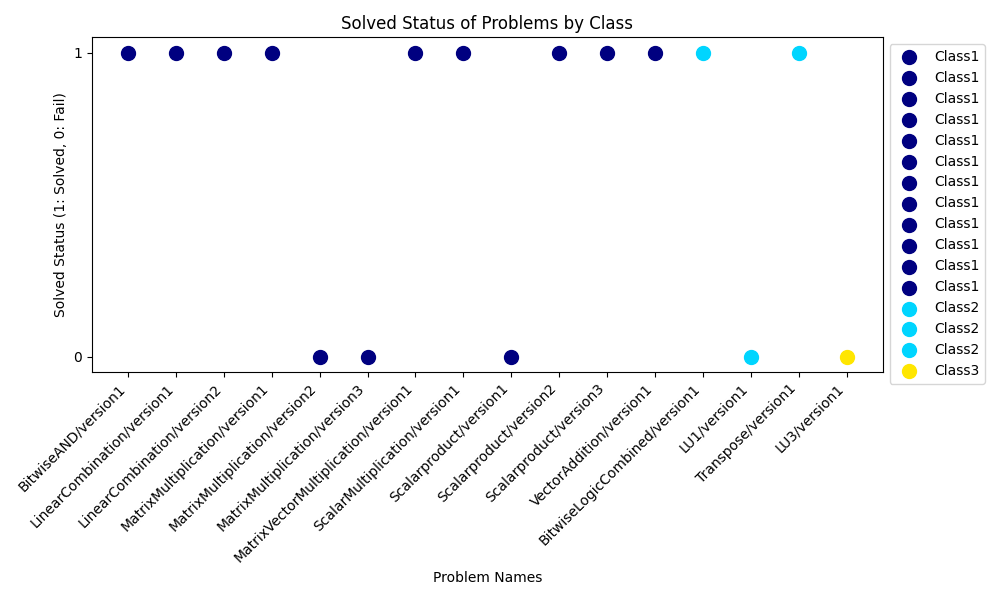 Solved Status of Problems by Class
Solved Status (1: Solved, 0: Fail)
1
0
BitwiseAND/version1
LinearCombination/version1
LinearCombination/version2
MatrixMultiplication/version1
MatrixMultiplication/version2
MatrixMultiplication/version3
MatrixVectorMultiplication/version1
ScalarMultiplication/version1
Scalarproduct/version1
Scalarproduct/version2
Scalarproduct/version3
VectorAddition/version1
BitwiseLogicCombined/version1
LU1/version1
Transpose/version1
LU3/version1
Problem Names
Class1
Class1
Class1
Class1
Class1
Class1
Class1
Class1
Class1
Class1
Class1
Class1
Class2
Class2
Class2
Class3